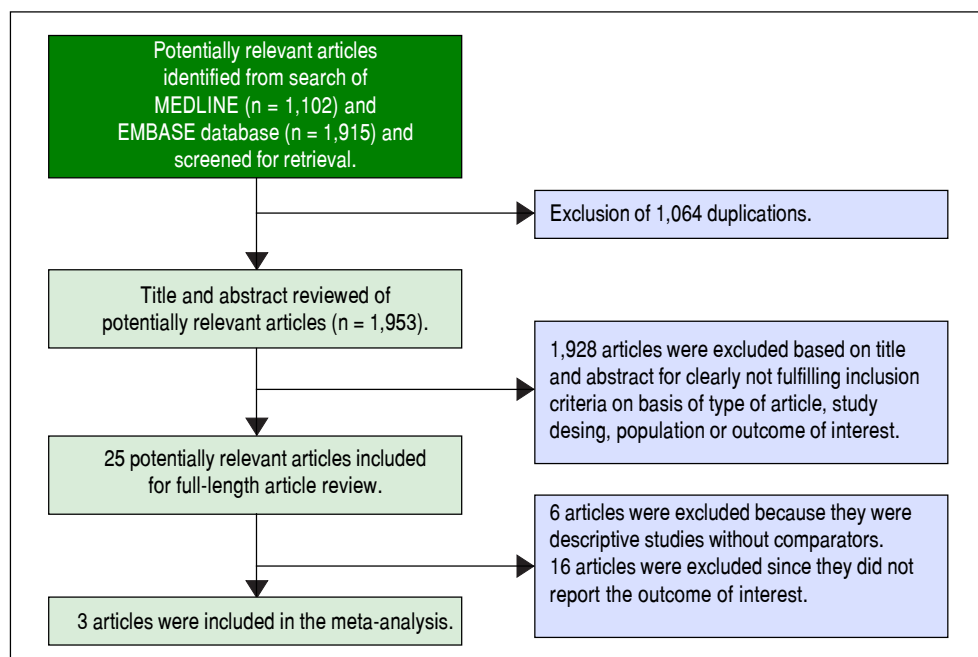 Potentially relevant articles
identified from search of
MEDLINE (n = 1,102) and
EMBASE database (n = 1,915) and
screened for retrieval.
Exclusion of 1,064 duplications.
Title and abstract reviewed of
potentially relevant articles (n = 1,953).
1,928 articles were excluded based on title
and abstract for clearly not fulfilling inclusion
criteria on basis of type of article, study
desing, population or outcome of interest.
25 potentially relevant articles included
for full-length article review.
6 articles were excluded because they were
descriptive studies without comparators.
16 articles were excluded since they did not
report the outcome of interest.
3 articles were included in the meta-analysis.